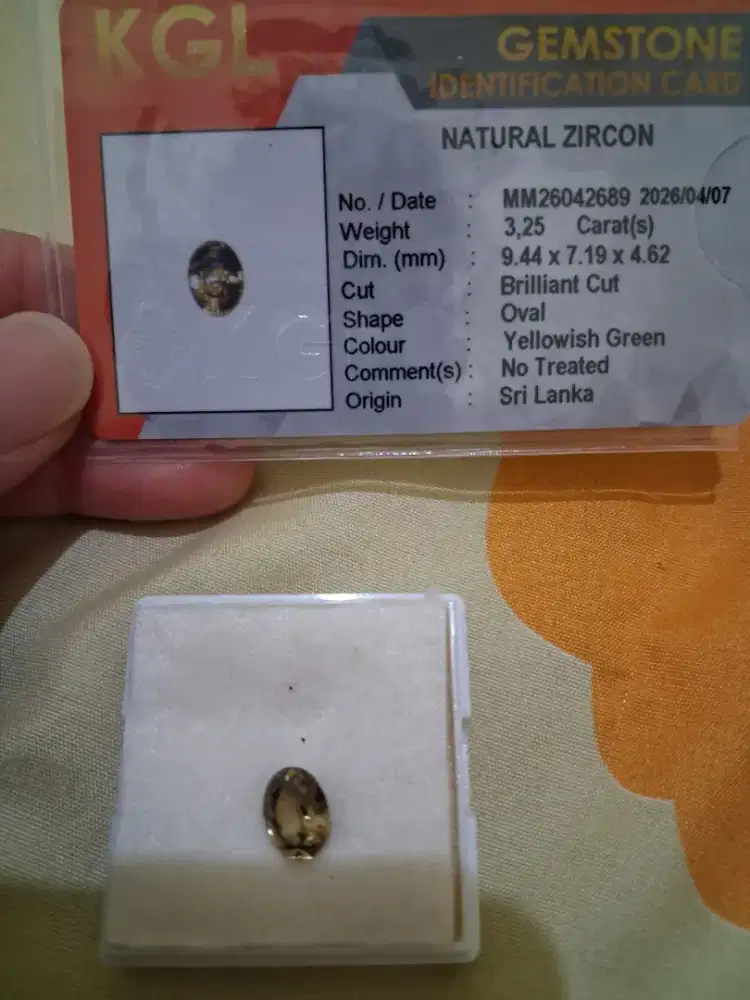 KGL
GEMSTONE
IDENTIFICATION CARD
NATURAL ZIRCON
No. / Date : MM26042689 2026/04/07
Weight : 3,25 Carat(s)
Dim. (mm) : 9.44 x 7.19 x 4.62
Cut : Brilliant Cut
Shape : Oval
Colour : Yellowish Green
Comment(s) : No Treated
Origin : Sri Lanka